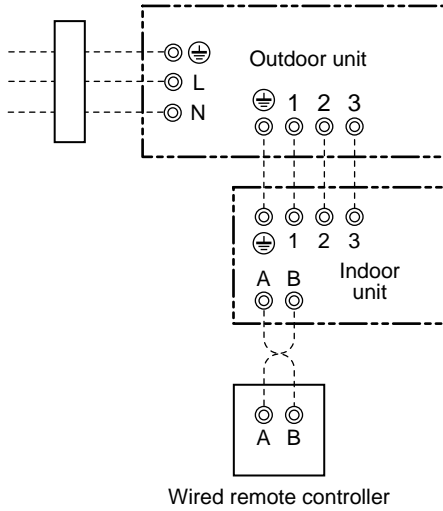 Outdoor unit
L
N
1 2 3
1 2 3
A B
Indoor
unit
A B
Wired remote controller